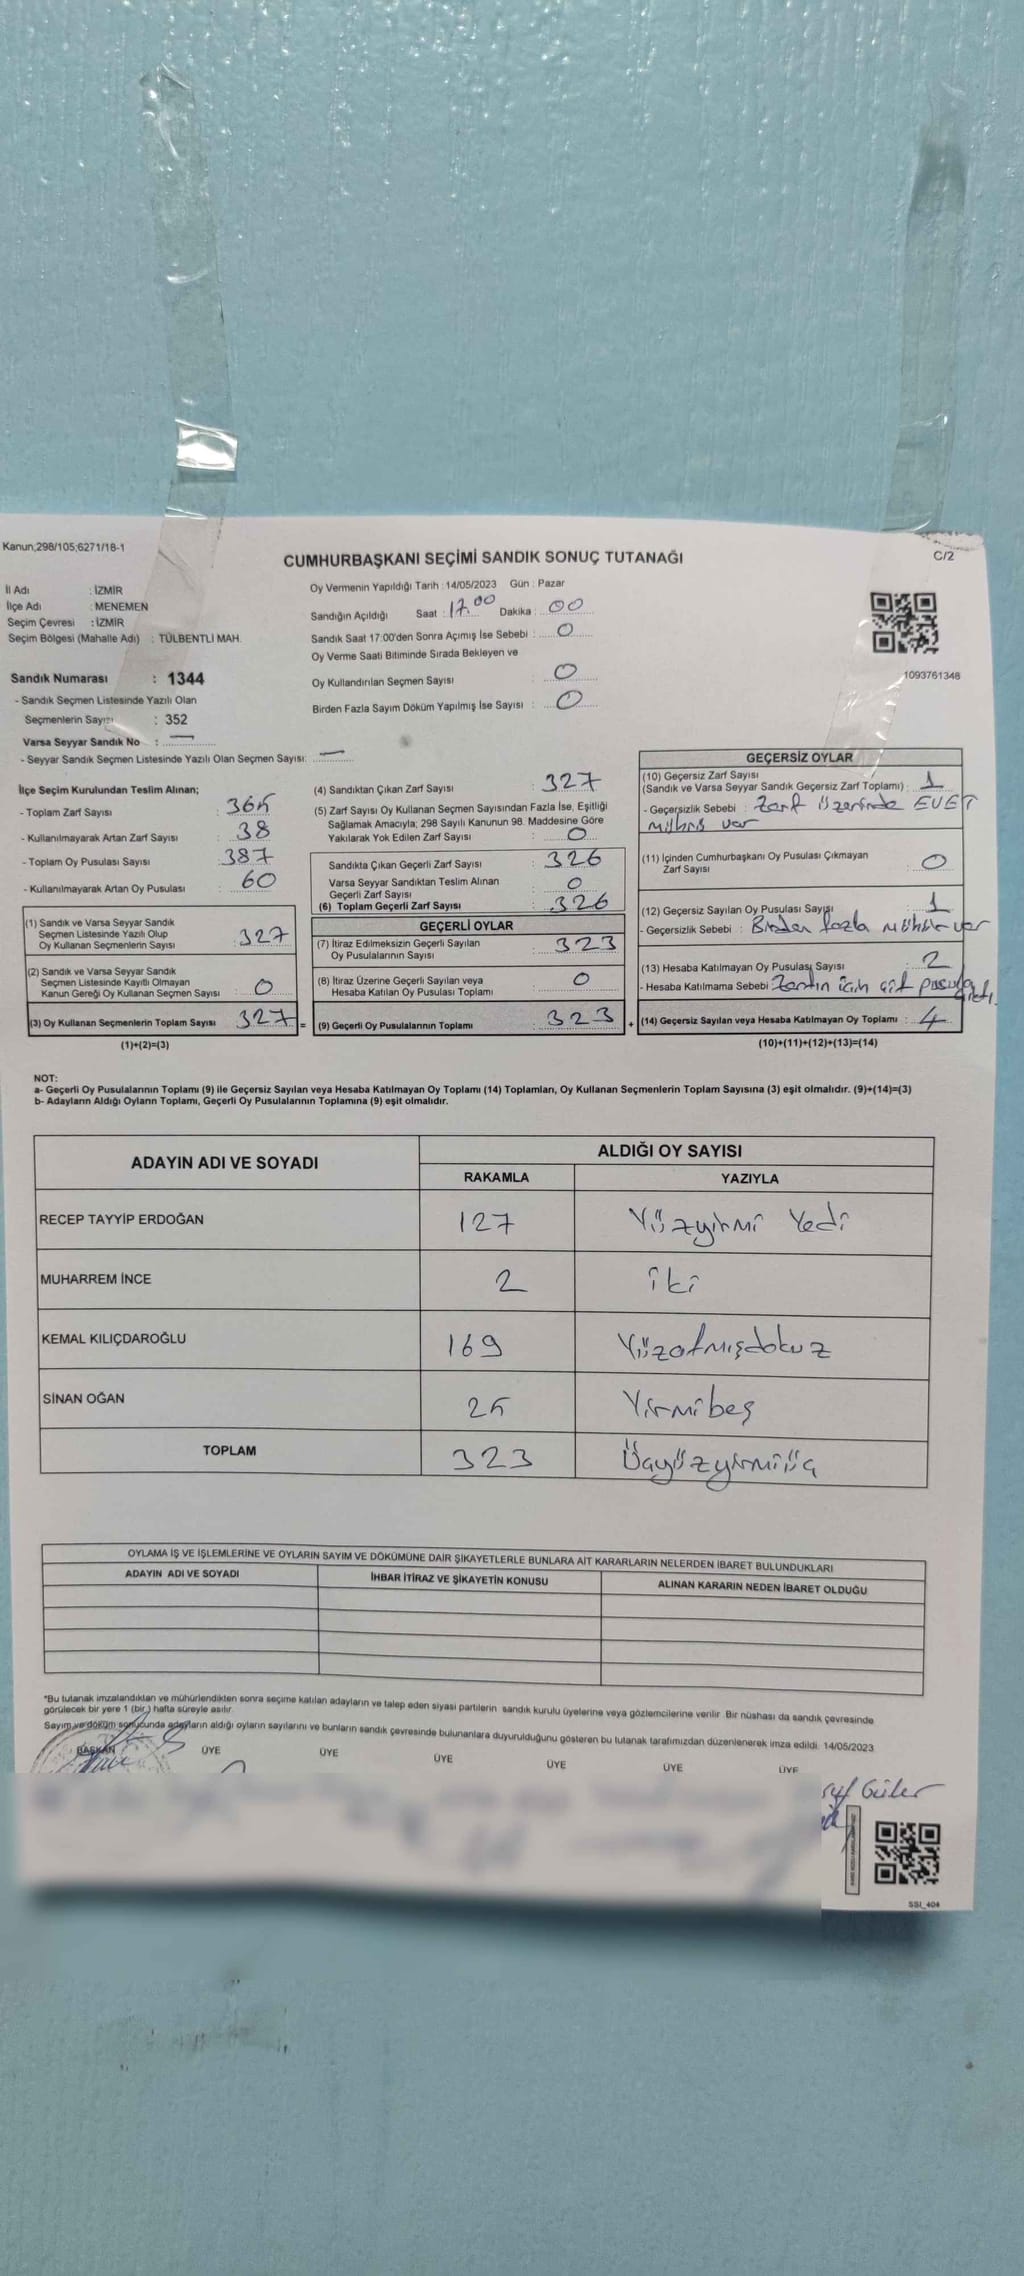 Kanun,298/105;6271/18-1
CUMHURBAŞKANI SEÇİMİ SANDIK SONUÇ TUTANAĞI
C/2
İl Adı : İZMİR
İlçe Adı : MENEMEN
Seçim Çevresi : İZMİR
Seçim Bölgesi (Mahalle Adı) : TÜLBENTLİ MAH.
Sandık Numarası : 1344
- Sandık Seçmen Listesinde Yazılı Olan
Seçmenlerin Sayısı : 352
Varsa Seyyar Sandık No : —
- Seyyar Sandık Seçmen Listesinde Yazılı Olan Seçmen Sayısı: —
Oy Vermenin Yapıldığı Tarih : 14/05/2023 Gün : Pazar
Sandığın Açıldığı Saat : 17.00 Dakika : 00
Sandık Saat 17:00'den Sonra Açımış İse Sebebi : 0
Oy Verme Saati Bitiminde Sırada Bekleyen ve
Oy Kullandırılan Seçmen Sayısı : 0
Birden Fazla Sayım Döküm Yapılmış İse Sayısı : 0
1093761348
İlçe Seçim Kurulundan Teslim Alınan;
- Toplam Zarf Sayısı : 365
- Kullanılmayarak Artan Zarf Sayısı : 38
- Toplam Oy Pusulası Sayısı : 387
- Kullanılmayarak Artan Oy Pusulası : 60
(1) Sandık ve Varsa Seyyar Sandık
Seçmen Listesinde Yazılı Olup
Oy Kullanan Seçmenlerin Sayısı : 327
(2) Sandık ve Varsa Seyyar Sandık
Seçmen Listesinde Kayıtlı Olmayan
Kanun Gereği Oy Kullanan Seçmen Sayısı : 0
(3) Oy Kullanan Seçmenlerin Toplam Sayısı : 327 =
(1)+(2)=(3)
(4) Sandıktan Çıkan Zarf Sayısı : 327
(5) Zarf Sayısı Oy Kullanan Seçmen Sayısından Fazla İse, Eşitliği
Sağlamak Amacıyla; 298 Sayılı Kanunun 98. Maddesine Göre
Yakılarak Yok Edilen Zarf Sayısı : 0
Sandıkta Çıkan Geçerli Zarf Sayısı : 326
Varsa Seyyar Sandıktan Teslim Alınan
Geçerli Zarf Sayısı : 0
(6) Toplam Geçerli Zarf Sayısı : 326
GEÇERLİ OYLAR
(7) İtiraz Edilmeksizin Geçerli Sayılan
Oy Pusulalarının Sayısı : 323
(8) İtiraz Üzerine Geçerli Sayılan veya
Hesaba Katılan Oy Pusulası Toplamı : 0
(9) Geçerli Oy Pusulalarının Toplamı : 323 +
GEÇERSİZ OYLAR
(10) Geçersiz Zarf Sayısı
(Sandık ve Varsa Seyyar Sandık Geçersiz Zarf Toplamı) : 1
- Geçersizlik Sebebi : Zarf üzerinde EVET
mührü var
(11) İçinden Cumhurbaşkanı Oy Pusulası Çıkmayan
Zarf Sayısı : 0
(12) Geçersiz Sayılan Oy Pusulası Sayısı : 1
- Geçersizlik Sebebi : Birden fazla mühür var
(13) Hesaba Katılmayan Oy Pusulası Sayısı : 2
- Hesaba Katılmama Sebebi : Zarfın için çift pusula
(14) Geçersiz Sayılan veya Hesaba Katılmayan Oy Toplamı : 4
(10)+(11)+(12)+(13)=(14)
NOT:
a- Geçerli Oy Pusulalarının Toplamı (9) ile Geçersiz Sayılan veya Hesaba Katılmayan Oy Toplamı (14) Toplamları, Oy Kullanan Seçmenlerin Toplam Sayısına (3) eşit olmalıdır. (9)+(14)=(3)
b- Adayların Aldığı Oyların Toplamı, Geçerli Oy Pusulalarının Toplamına (9) eşit olmalıdır.
ADAYIN ADI VE SOYADI
ALDIĞI OY SAYISI
RAKAMLA YAZIYLA
RECEP TAYYİP ERDOĞAN 127 Yüzyirmi Yedi
MUHARREM İNCE 2 iki
KEMAL KILIÇDAROĞLU 169 Yüzatmışdokuz
SİNAN OĞAN 25 Yirmibeş
TOPLAM 323 Üçyüzyirmiüç
OYLAMA İŞ VE İŞLEMLERİNE VE OYLARIN SAYIM VE DÖKÜMÜNE DAİR ŞİKAYETLERLE BUNLARA AİT KARARLARIN NELERDEN İBARET BULUNDUKLARI
ADAYIN ADI VE SOYADI İHBAR İTİRAZ VE ŞİKAYETİN KONUSU ALINAN KARARIN NEDEN İBARET OLDUĞU
*Bu tutanak imzalandıktan ve mühürlendikten sonra seçime katılan adayların ve talep eden siyasi partilerin sandık kurulu üyelerine veya gözlemcilerine verilir. Bir nüshası da sandık çevresinde
görülecek bir yere 1 (bir) hafta süreyle asılır.
Sayım ve döküm sonucunda adayların aldığı oyların sayılarını ve bunların sandık çevresinde bulunanlara duyurulduğunu gösteren bu tutanak tarafımızdan düzenlenerek imza edildi. 14/05/2023
BAŞKAN ÜYE ÜYE ÜYE ÜYE ÜYE ÜYE
Güler
SSI_404